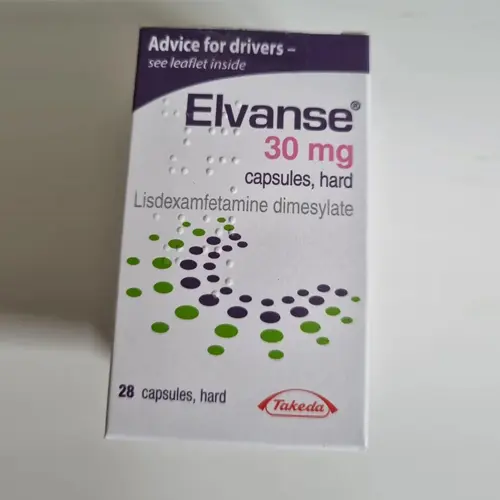 Advice for drivers –
see leaflet inside
Elvanse®
30 mg
capsules, hard
Lisdexamfetamine dimesylate
28 capsules, hard
Takeda